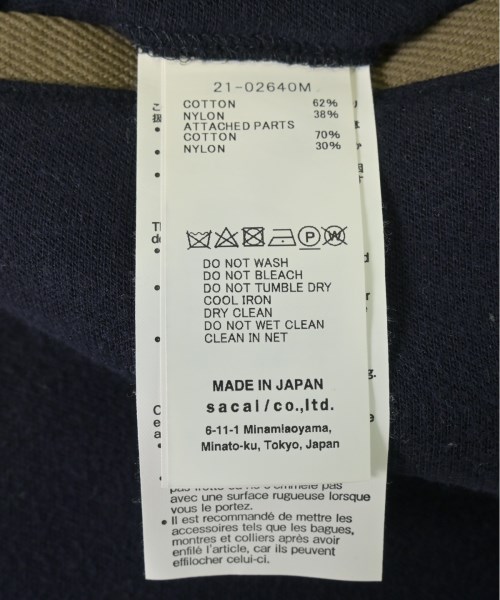 21-02640M
COTTON 62%
NYLON 38%
ATTACHED PARTS
COTTON 70%
NYLON 30%
DO NOT WASH
DO NOT BLEACH
DO NOT TUMBLE DRY
COOL IRON
DRY CLEAN
DO NOT WET CLEAN
CLEAN IN NET
MADE IN JAPAN
sacai/co.,ltd.
6-11-1 Minamiaoyama,
Minato-ku, Tokyo, Japan
avec une surface rugueuse lorsque
vous le portez.
• Il est recommandé de mettre les
accessoires tels que les bagues,
montres et colliers après avoir
enfilé l'article, car ils peuvent
effilocher celui-ci.